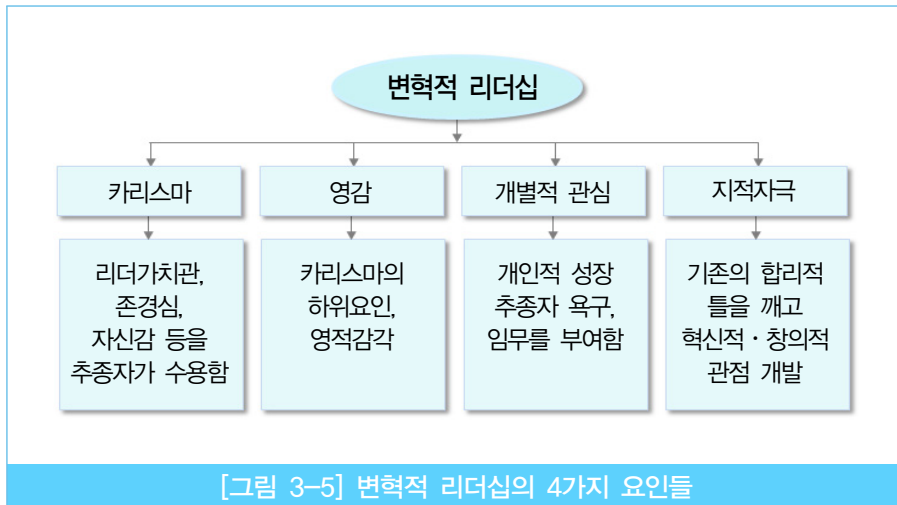 변혁적 리더십
카리스마
영감
개별적 관심
지적자극
리더가치관,
존경심,
자신감 등을
추종자가 수용함
카리스마의
하위요인,
영적감각
개인적 성장
추종자 욕구,
임무를 부여함
기존의 합리적
틀을 깨고
혁신적·창의적
관점 개발
[그림 3-5] 변혁적 리더십의 4가지 요인들